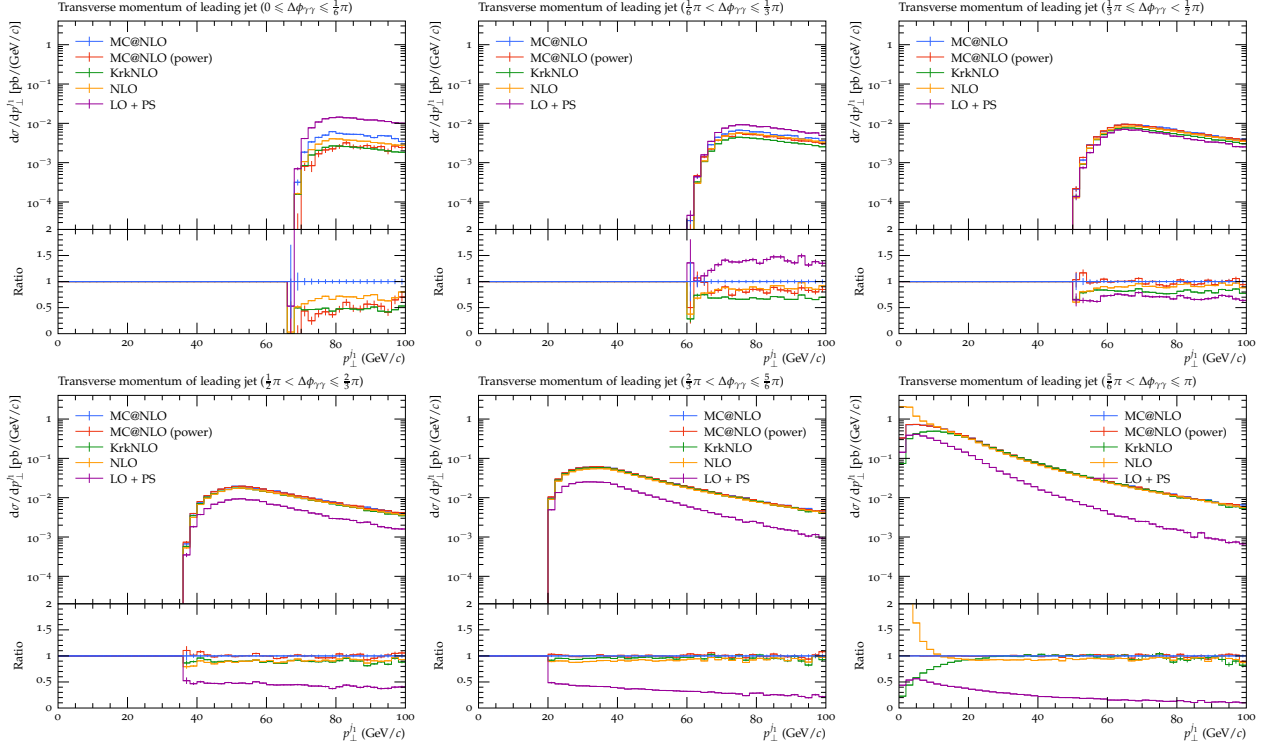 Transverse momentum of leading jet (0 ⩽ Δϕγγ ⩽ 1/6 π)
dσ/dp⊥^j1 [pb/(GeV/c)]
MC@NLO
MC@NLO (power)
KrkNLO
NLO
LO + PS
1
10⁻¹
10⁻²
10⁻³
10⁻⁴
Ratio
2
1.5
1
0.5
0
0 20 40 60 80 100
p⊥^j1 (GeV/c)
Transverse momentum of leading jet (1/6 π < Δϕγγ ⩽ 1/3 π)
dσ/dp⊥^j1 [pb/(GeV/c)]
MC@NLO
MC@NLO (power)
KrkNLO
NLO
LO + PS
1
10⁻¹
10⁻²
10⁻³
10⁻⁴
Ratio
2
1.5
1
0.5
0
0 20 40 60 80 100
p⊥^j1 (GeV/c)
Transverse momentum of leading jet (1/3 π ⩽ Δϕγγ < 1/2 π)
dσ/dp⊥^j1 [pb/(GeV/c)]
MC@NLO
MC@NLO (power)
KrkNLO
NLO
LO + PS
1
10⁻¹
10⁻²
10⁻³
10⁻⁴
Ratio
2
1.5
1
0.5
0
0 20 40 60 80 100
p⊥^j1 (GeV/c)
Transverse momentum of leading jet (1/2 π < Δϕγγ ⩽ 2/3 π)
dσ/dp⊥^j1 [pb/(GeV/c)]
MC@NLO
MC@NLO (power)
KrkNLO
NLO
LO + PS
1
10⁻¹
10⁻²
10⁻³
10⁻⁴
Ratio
2
1.5
1
0.5
0
0 20 40 60 80 100
p⊥^j1 (GeV/c)
Transverse momentum of leading jet (2/3 π < Δϕγγ ⩽ 5/6 π)
dσ/dp⊥^j1 [pb/(GeV/c)]
MC@NLO
MC@NLO (power)
KrkNLO
NLO
LO + PS
1
10⁻¹
10⁻²
10⁻³
10⁻⁴
Ratio
2
1.5
1
0.5
0
0 20 40 60 80 100
p⊥^j1 (GeV/c)
Transverse momentum of leading jet (5/6 π < Δϕγγ ⩽ π)
dσ/dp⊥^j1 [pb/(GeV/c)]
MC@NLO
MC@NLO (power)
KrkNLO
NLO
LO + PS
1
10⁻¹
10⁻²
10⁻³
10⁻⁴
Ratio
2
1.5
1
0.5
0
0 20 40 60 80 100
p⊥^j1 (GeV/c)